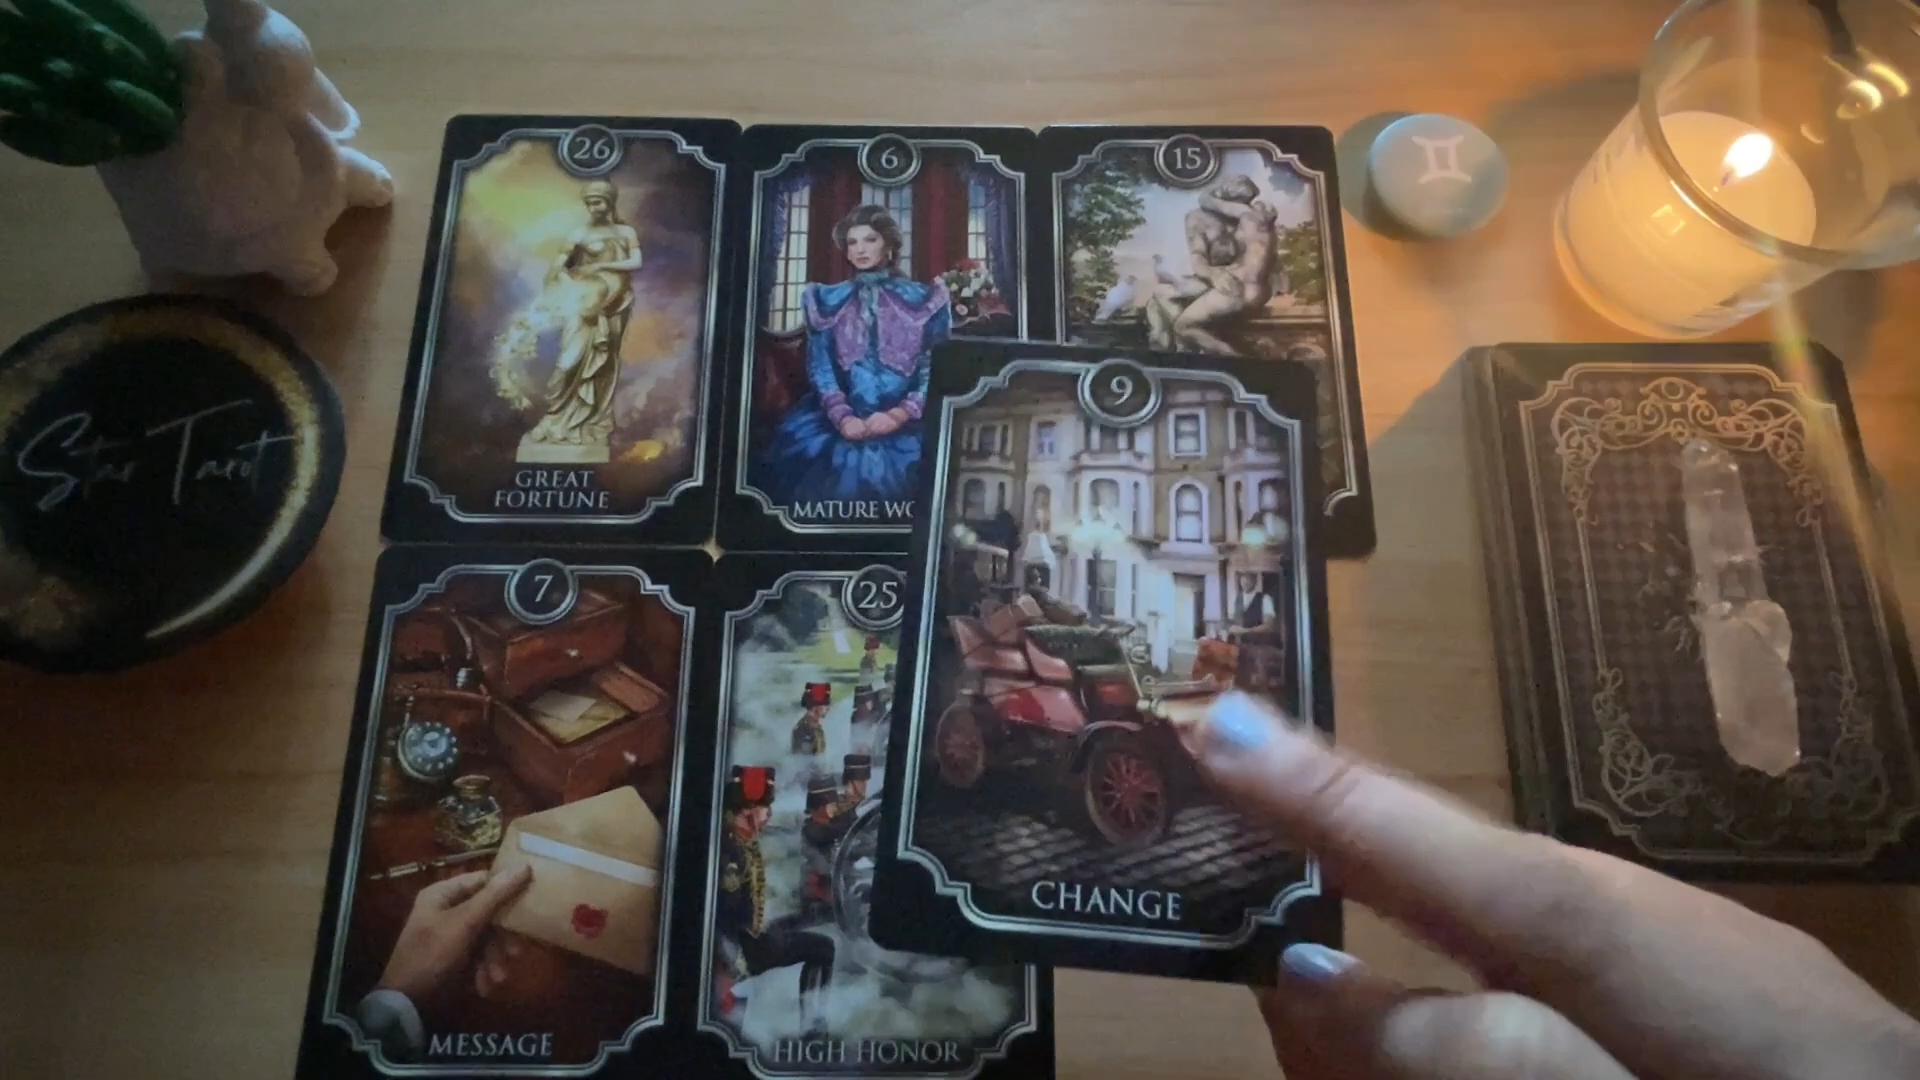 26
6
15
GREAT
FORTUNE
MATURE WO
9
Star Tarot
7
25
CHANGE
MESSAGE
HIGH HONOR